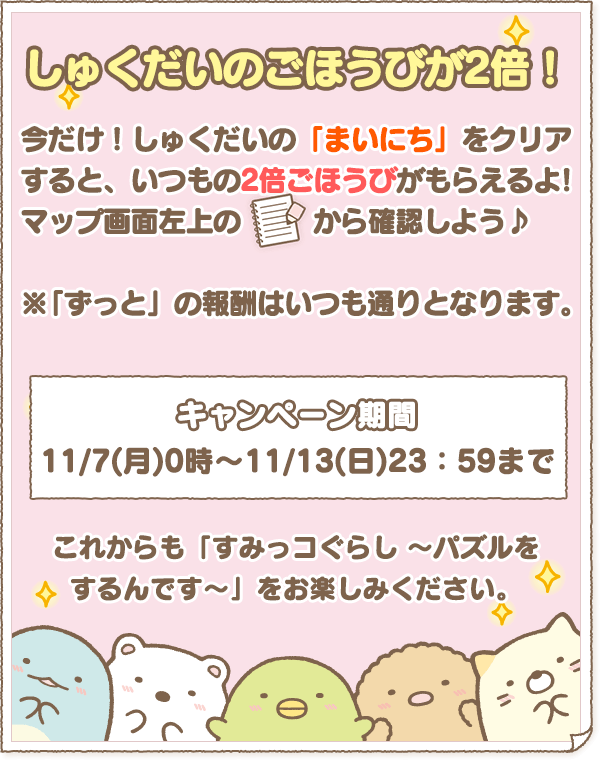 しゅくだいのごほうびが2倍！
今だけ！しゅくだいの「まいにち」をクリア
すると、いつもの2倍ごほうびがもらえるよ!
マップ画面左上の から確認しよう♪
※「ずっと」の報酬はいつも通りとなります。
キャンペーン期間
11/7(月)0時～11/13(日)23：59まで
これからも「すみっコぐらし ～パズルを
するんです～」をお楽しみください。